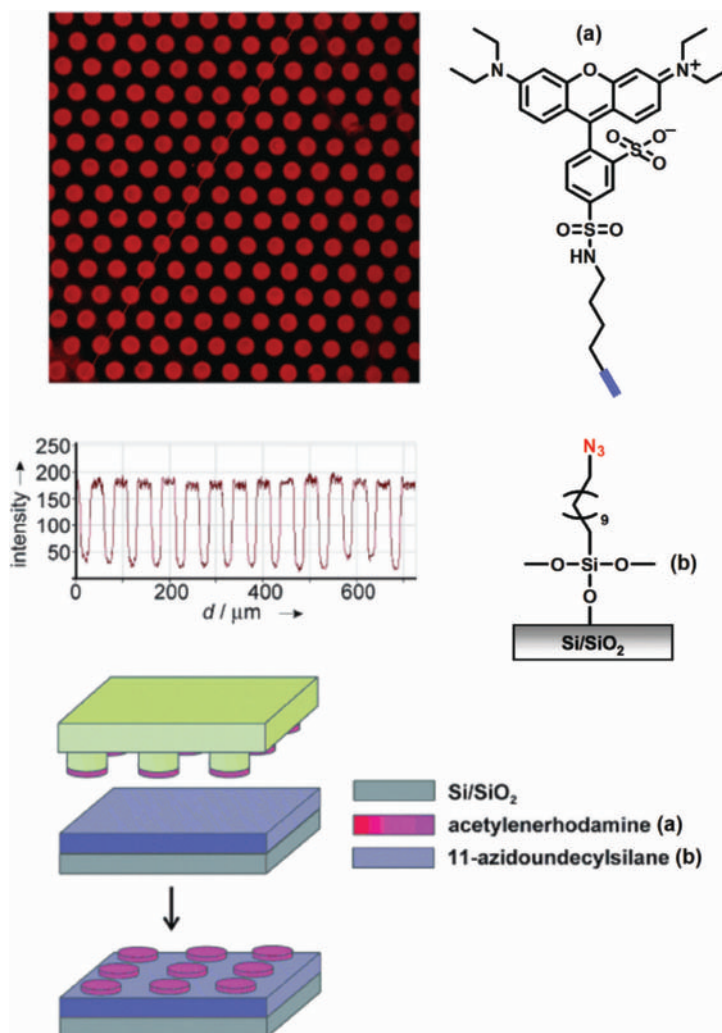 (a)
N
O
N+
O
S
O–
O
O=S=O
HN
N3
9
O–Si–O
(b)
O
Si/SiO2
250
200
150
100
50
intensity →
0 200 400 600
d / μm →
Si/SiO2
acetylenerhodamine (a)
11-azidoundecylsilane (b)